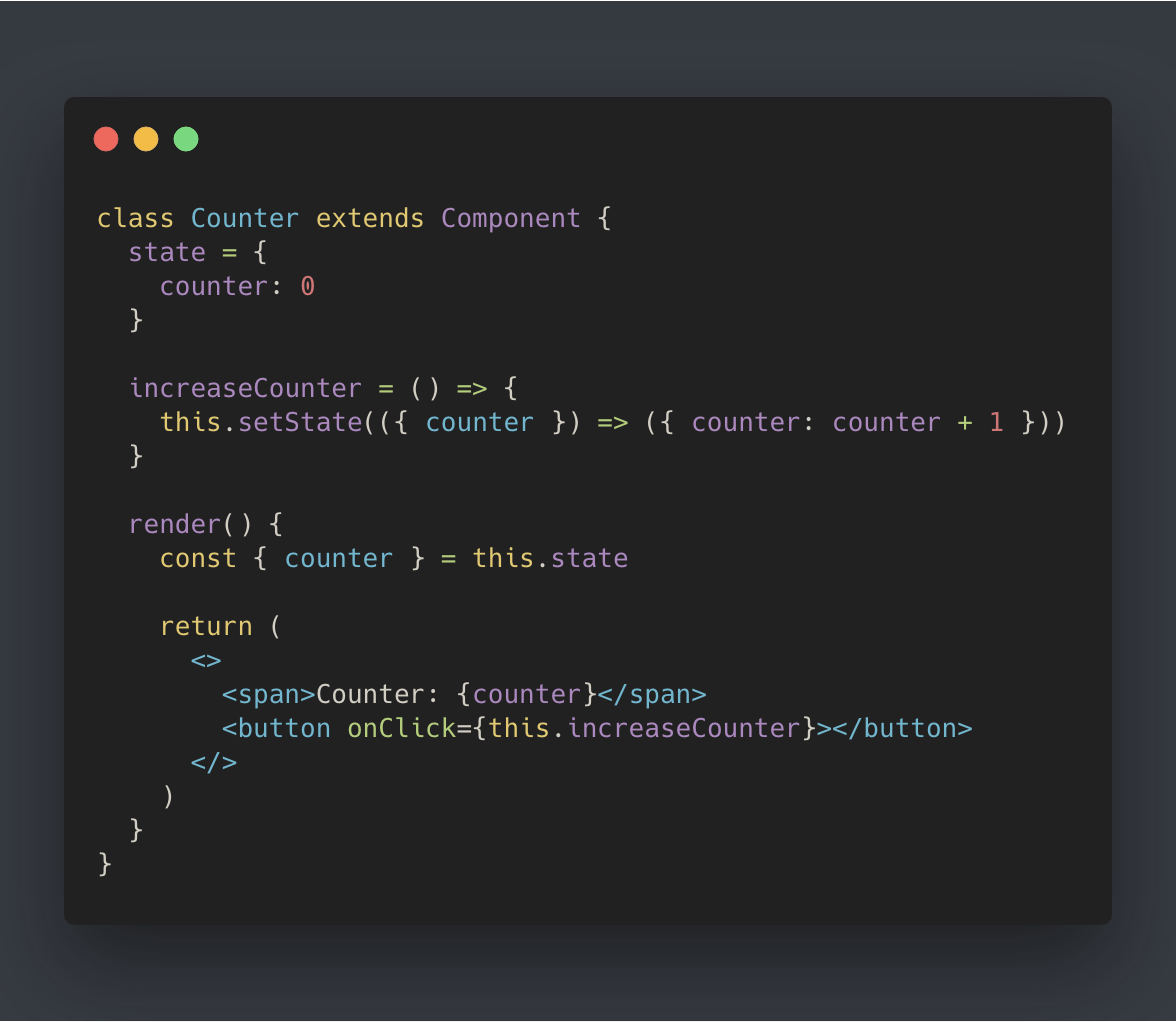 class Counter extends Component {
  state = {
    counter: 0
  }

  increaseCounter = () => {
    this.setState(({ counter }) => ({ counter: counter + 1 }))
  }

  render() {
    const { counter } = this.state

    return (
      <>
        <span>Counter: {counter}</span>
        <button onClick={this.increaseCounter}></button>
      </>
    )
  }
}